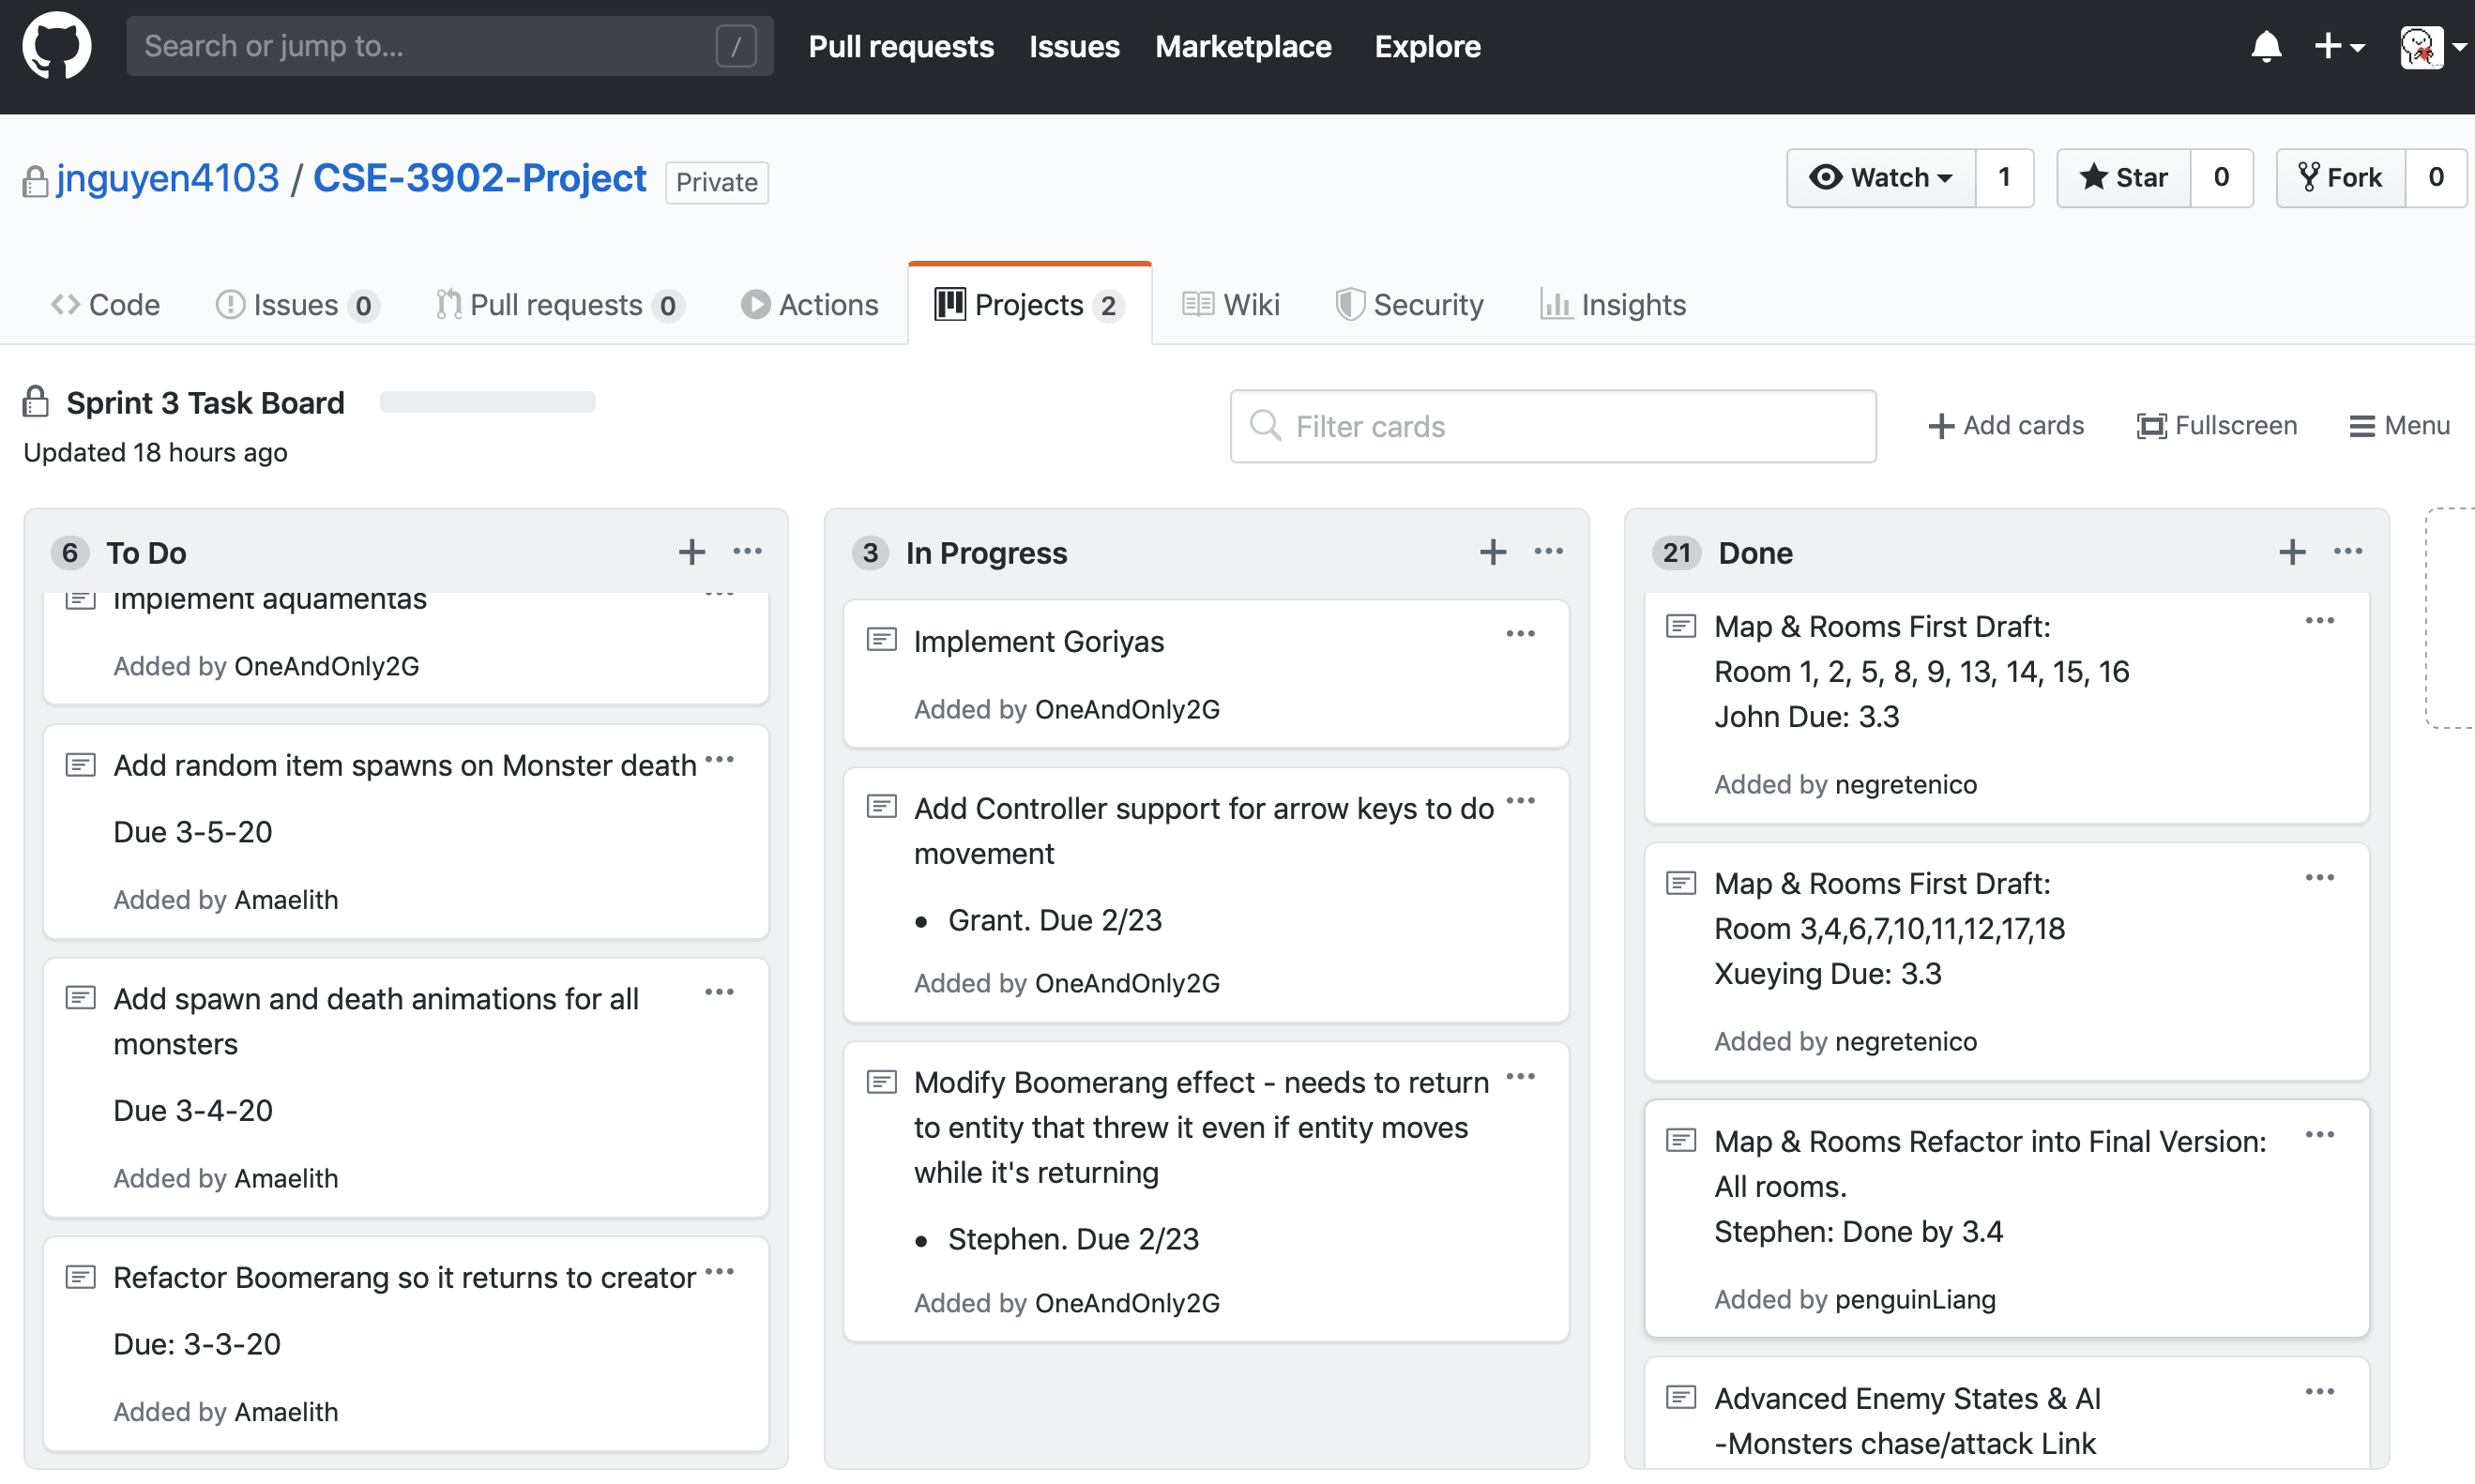 Search or jump to...
/
Pull requests
Issues
Marketplace
Explore
jnguyen4103 / CSE-3902-Project
Private
Watch
1
Star
0
Fork
0
Code
Issues 0
Pull requests 0
Actions
Projects 2
Wiki
Security
Insights
Sprint 3 Task Board
Updated 18 hours ago
Filter cards
Add cards
Fullscreen
Menu
6 To Do
Implement aquamentas
Added by OneAndOnly2G
Add random item spawns on Monster death
Due 3-5-20
Added by Amaelith
Add spawn and death animations for all
monsters
Due 3-4-20
Added by Amaelith
Refactor Boomerang so it returns to creator
Due: 3-3-20
Added by Amaelith
3 In Progress
Implement Goriyas
Added by OneAndOnly2G
Add Controller support for arrow keys to do
movement
• Grant. Due 2/23
Added by OneAndOnly2G
Modify Boomerang effect - needs to return
to entity that threw it even if entity moves
while it's returning
• Stephen. Due 2/23
Added by OneAndOnly2G
21 Done
Map & Rooms First Draft:
Room 1, 2, 5, 8, 9, 13, 14, 15, 16
John Due: 3.3
Added by negretenico
Map & Rooms First Draft:
Room 3,4,6,7,10,11,12,17,18
Xueying Due: 3.3
Added by negretenico
Map & Rooms Refactor into Final Version:
All rooms.
Stephen: Done by 3.4
Added by penguinLiang
Advanced Enemy States & AI
-Monsters chase/attack Link